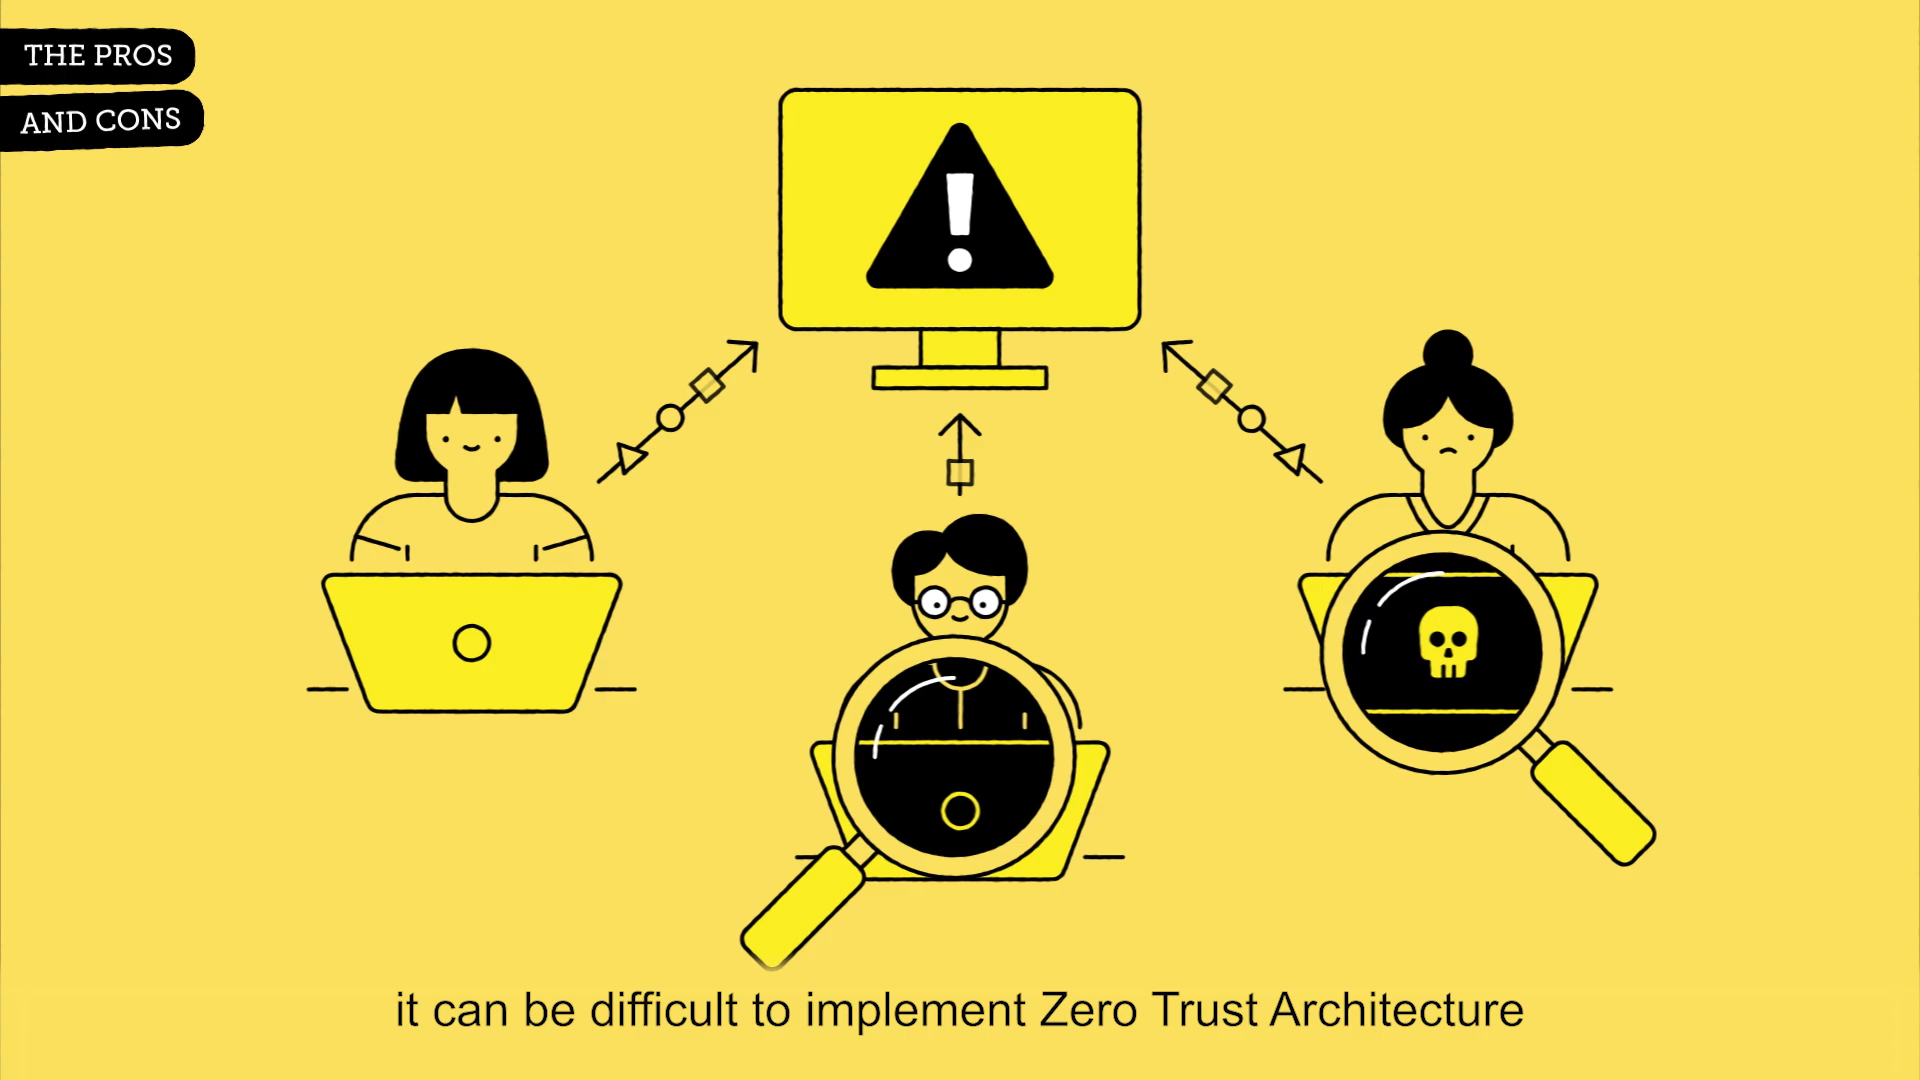 THE PROS
AND CONS
it can be difficult to implement Zero Trust Architecture